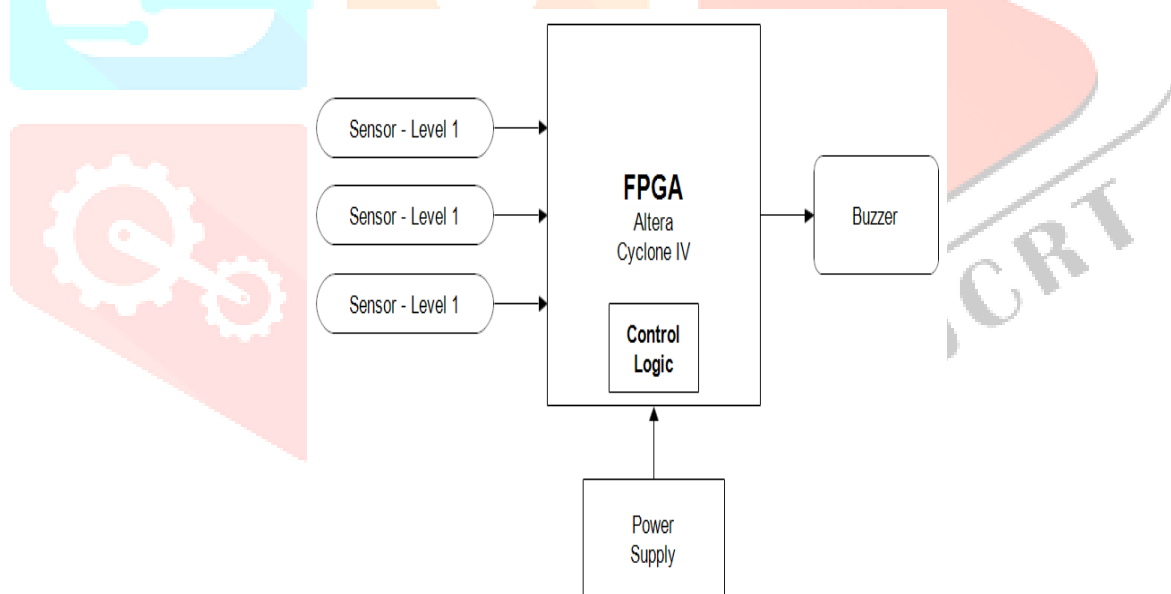 Sensor - Level 1
Sensor - Level 1
Sensor - Level 1
FPGA
Altera
Cyclone IV
Control
Logic
Buzzer
Power
Supply
CRT